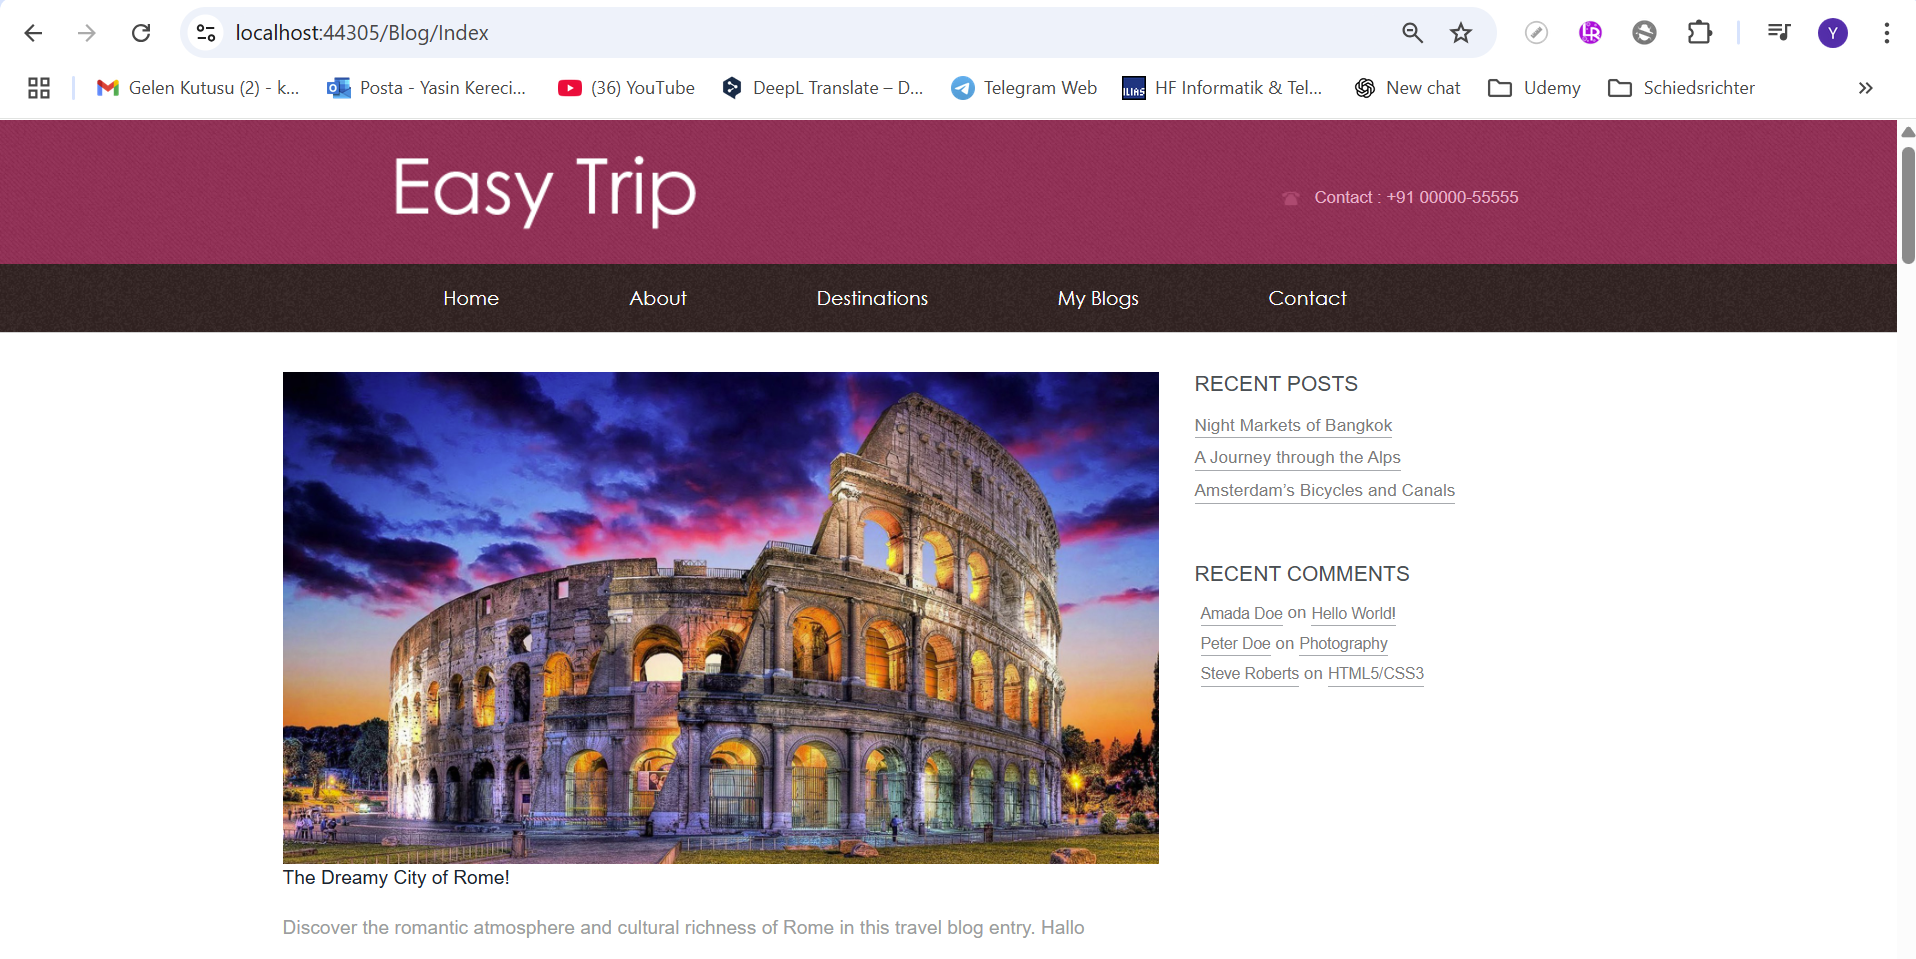 localhost:44305/Blog/Index
Y
Gelen Kutusu (2) - k...
Posta - Yasin Kereci...
(36) YouTube
DeepL Translate – D...
Telegram Web
ILIAS
HF Informatik & Tel...
New chat
Udemy
Schiedsrichter
Easy Trip
Contact : +91 00000-55555
Home
About
Destinations
My Blogs
Contact
RECENT POSTS
Night Markets of Bangkok
A Journey through the Alps
Amsterdam’s Bicycles and Canals
RECENT COMMENTS
Amada Doe on Hello World!
Peter Doe on Photography
Steve Roberts on HTML5/CSS3
The Dreamy City of Rome!
Discover the romantic atmosphere and cultural richness of Rome in this travel blog entry. Hallo